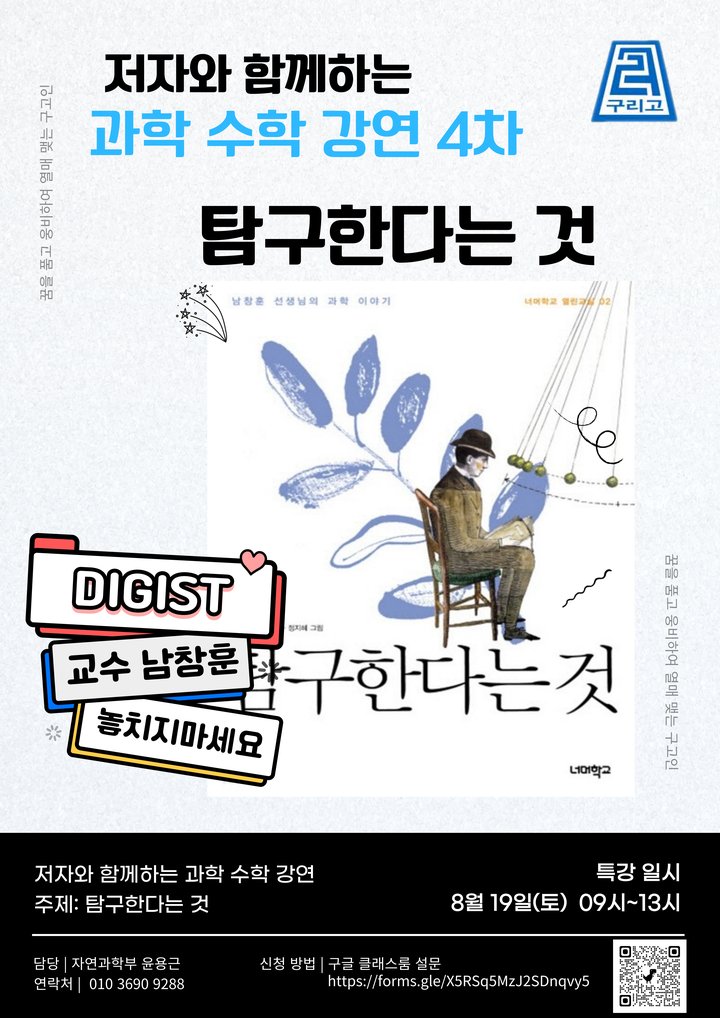 저자와 함께하는
과학 수학 강연 4차
구리고
꿈을 품고 웅비하여 열매 맺는 구고인
탐구한다는 것
남창훈 선생님의 과학 이야기
너머학교 열린교실 02
꿈을 품고 웅비하여 열매 맺는 구고인
DIGIST
교수 남창훈
놓치지마세요
정지혜 그림
탐구한다는 것
너머학교
저자와 함께하는 과학 수학 강연
주제: 탐구한다는 것
특강 일시
8월 19일(토) 09시~13시
담당 | 자연과학부 윤용근
연락처 | 010 3690 9288
신청 방법 | 구글 클래스룸 설문
https://forms.gle/X5RSq5MzJ2SDnqvy5